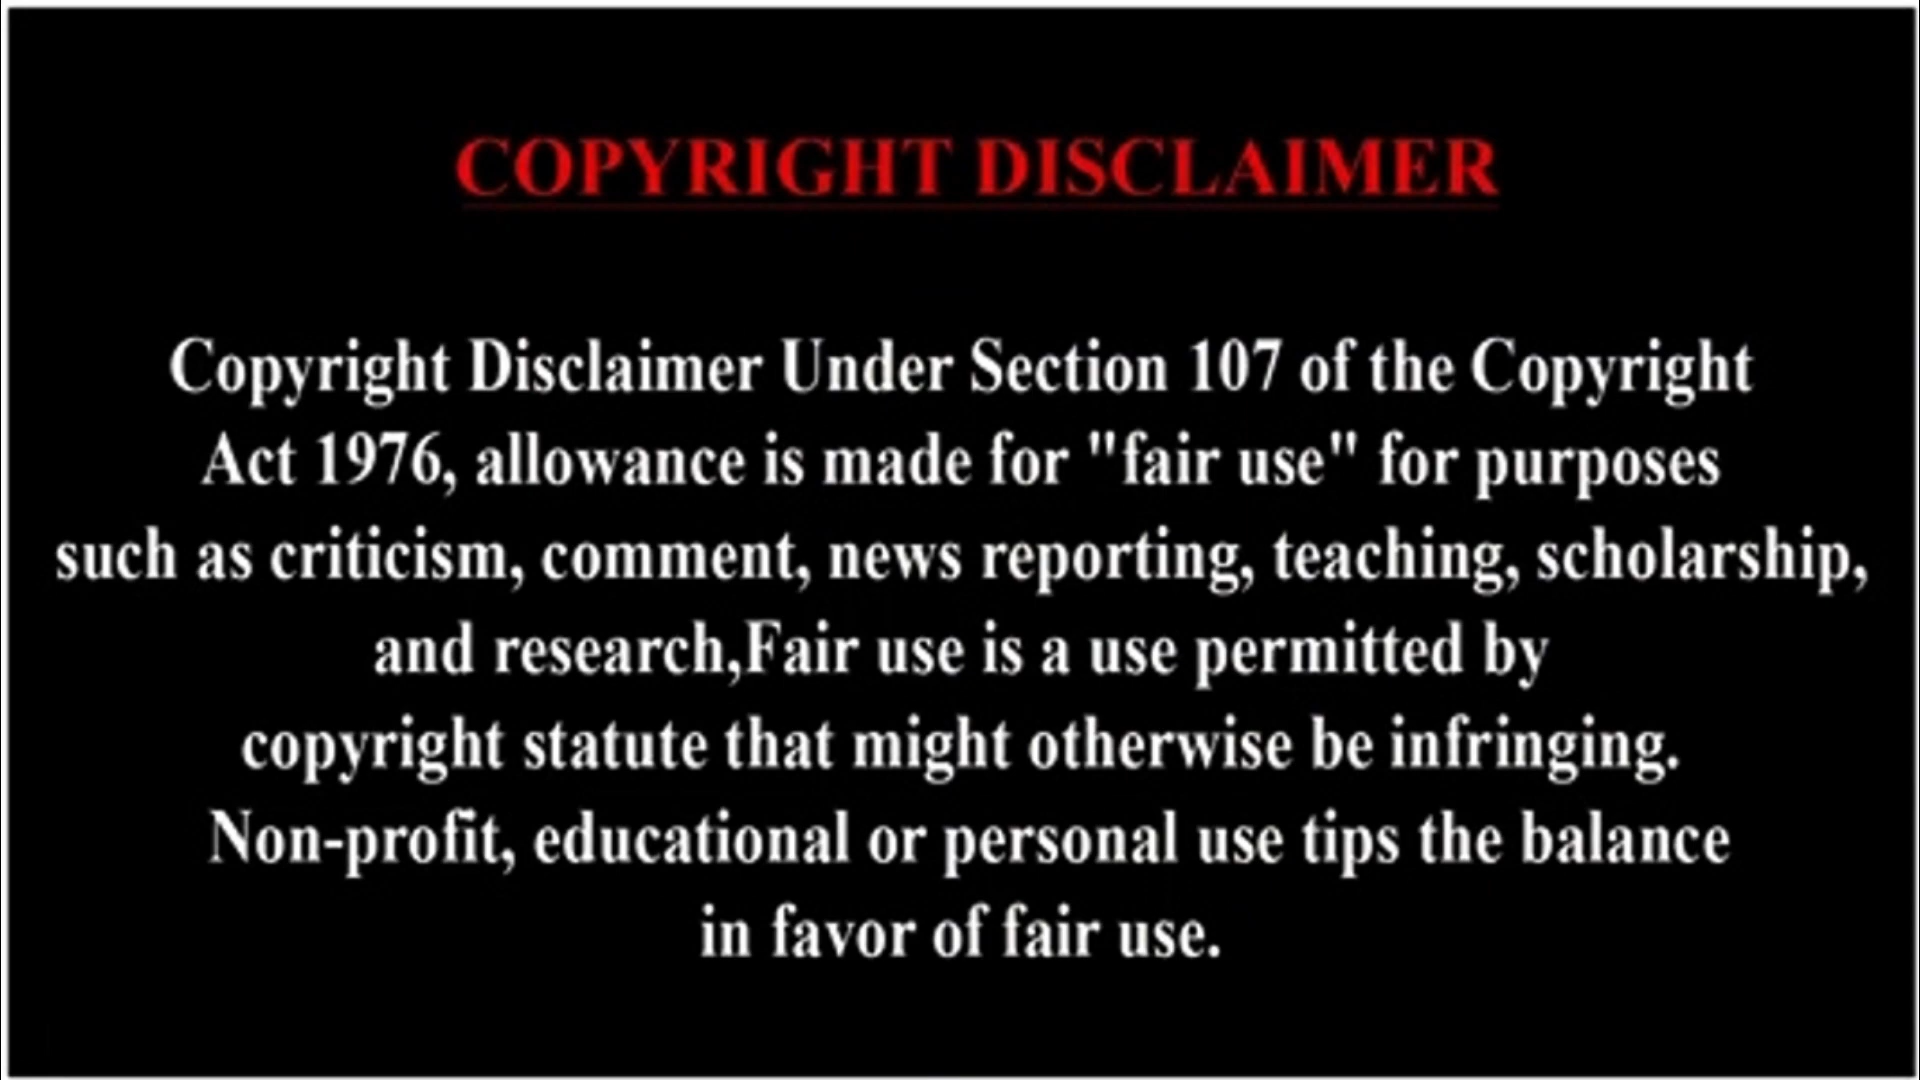 COPYRIGHT DISCLAIMER
Copyright Disclaimer Under Section 107 of the Copyright
Act 1976, allowance is made for "fair use" for purposes
such as criticism, comment, news reporting, teaching, scholarship,
and research,Fair use is a use permitted by
copyright statute that might otherwise be infringing.
Non-profit, educational or personal use tips the balance
in favor of fair use.